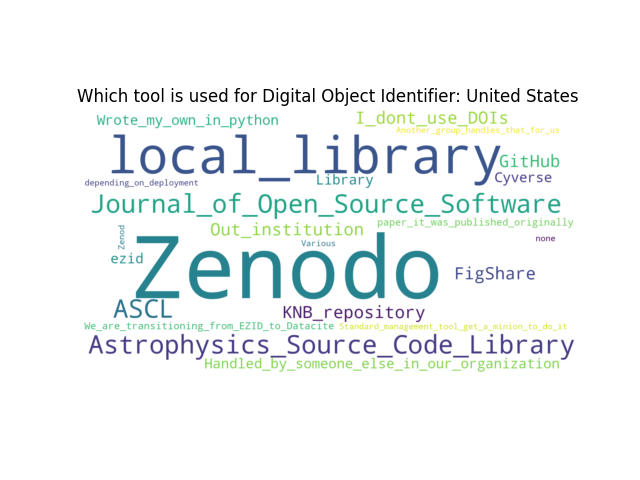 Which tool is used for Digital Object Identifier: United States
Wrote_my_own_in_python
I_dont_use_DOIs
Another_group_handles_that_for_us
local_library
GitHub
Library
Cyverse
depending_on_deployment
Journal_of_Open_Source_Software
paper_it_was_published_originally
Out_institution
Zenod
Various
none
ezid
Zenodo
FigShare
ASCL
KNB_repository
We_are_transitioning_from_EZID_to_Datacite
Standard_management_tool_get_a_minion_to_do_it
Astrophysics_Source_Code_Library
Handled_by_someone_else_in_our_organization